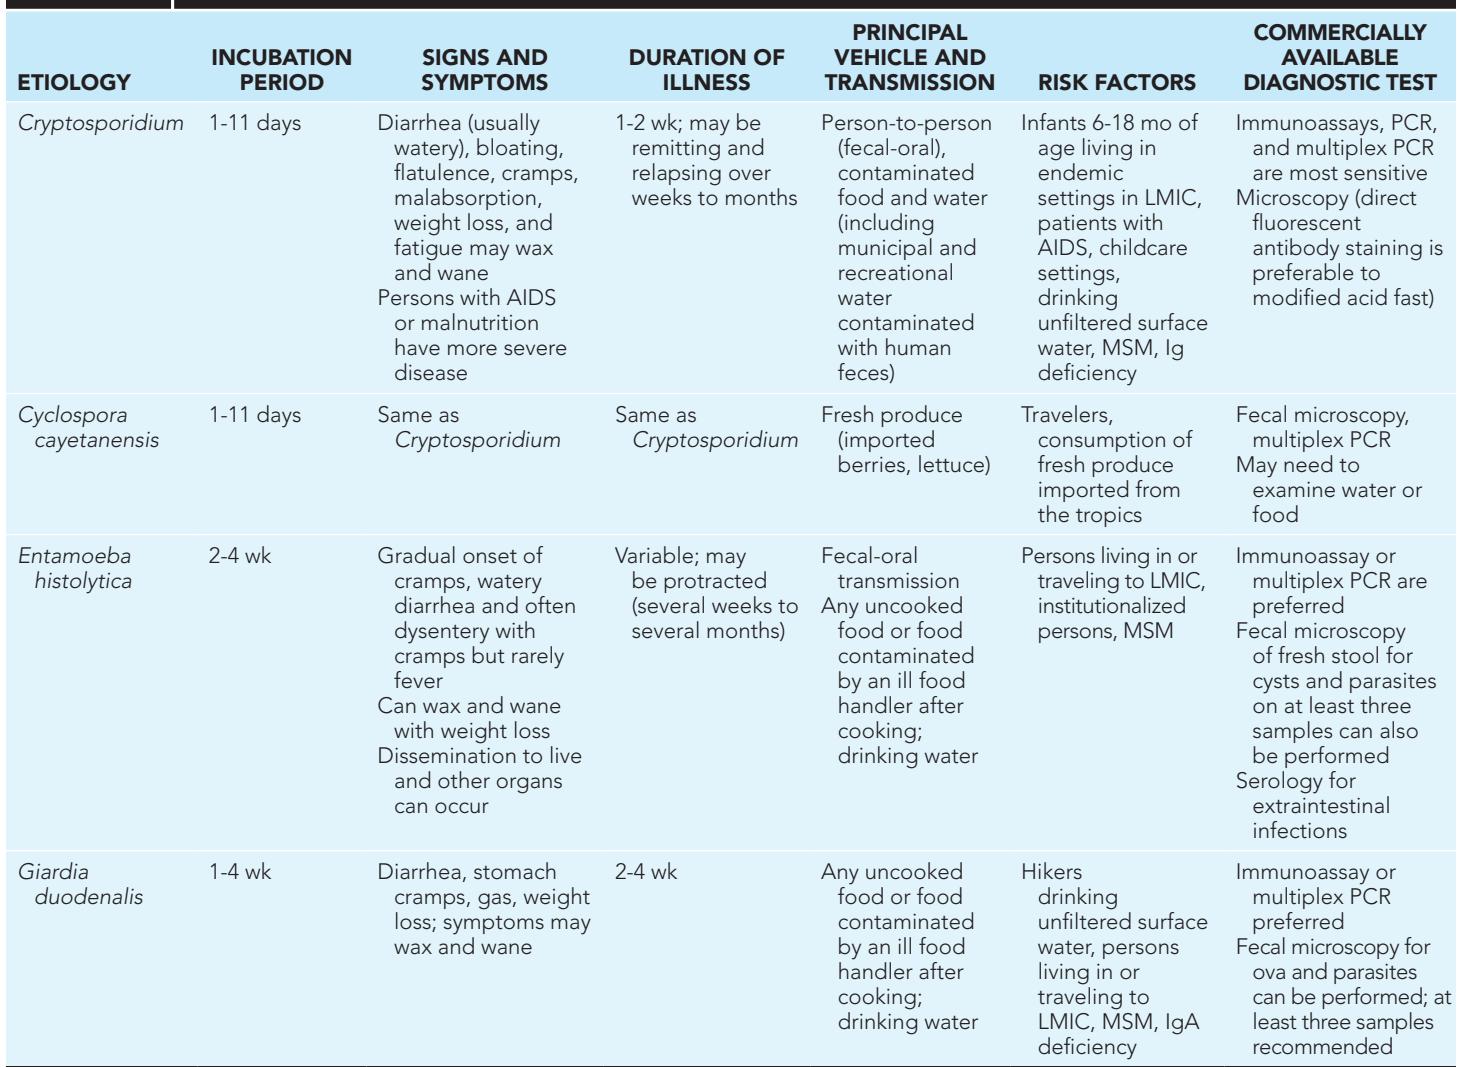 ETIOLOGY
INCUBATION
PERIOD
SIGNS AND
SYMPTOMS
DURATION OF
ILLNESS
PRINCIPAL
VEHICLE AND
TRANSMISSION
RISK FACTORS
COMMERCIALLY
AVAILABLE
DIAGNOSTIC TEST
Cryptosporidium
1-11 days
Diarrhea (usually
watery), bloating,
flatulence, cramps,
malabsorption,
weight loss, and
fatigue may wax
and wane
Persons with AIDS
or malnutrition
have more severe
disease
1-2 wk; may be
remitting and
relapsing over
weeks to months
Person-to-person
(fecal-oral),
contaminated
food and water
(including
municipal and
recreational
water
contaminated
with human
feces)
Infants 6-18 mo of
age living in
endemic
settings in LMIC,
patients with
AIDS, childcare
settings,
drinking
unfiltered surface
water, MSM, Ig
deficiency
Immunoassays, PCR,
and multiplex PCR
are most sensitive
Microscopy (direct
fluorescent
antibody staining is
preferable to
modified acid fast)
Cyclospora
cayetanensis
1-11 days
Same as
Cryptosporidium
Same as
Cryptosporidium
Fresh produce
(imported
berries, lettuce)
Travelers,
consumption of
fresh produce
imported from
the tropics
Fecal microscopy,
multiplex PCR
May need to
examine water or
food
Entamoeba
histolytica
2-4 wk
Gradual onset of
cramps, watery
diarrhea and often
dysentery with
cramps but rarely
fever
Can wax and wane
with weight loss
Dissemination to live
and other organs
can occur
Variable; may
be protracted
(several weeks to
several months)
Fecal-oral
transmission
Any uncooked
food or food
contaminated
by an ill food
handler after
cooking;
drinking water
Persons living in or
traveling to LMIC,
institutionalized
persons, MSM
Immunoassay or
multiplex PCR are
preferred
Fecal microscopy
of fresh stool for
cysts and parasites
on at least three
samples can also
be performed
Serology for
extraintestinal
infections
Giardia
duodenalis
1-4 wk
Diarrhea, stomach
cramps, gas, weight
loss; symptoms may
wax and wane
2-4 wk
Any uncooked
food or food
contaminated
by an ill food
handler after
cooking;
drinking water
Hikers
drinking
unfiltered surface
water, persons
living in or
traveling to
LMIC, MSM, IgA
deficiency
Immunoassay or
multiplex PCR
preferred
Fecal microscopy for
ova and parasites
can be performed; at
least three samples
recommended